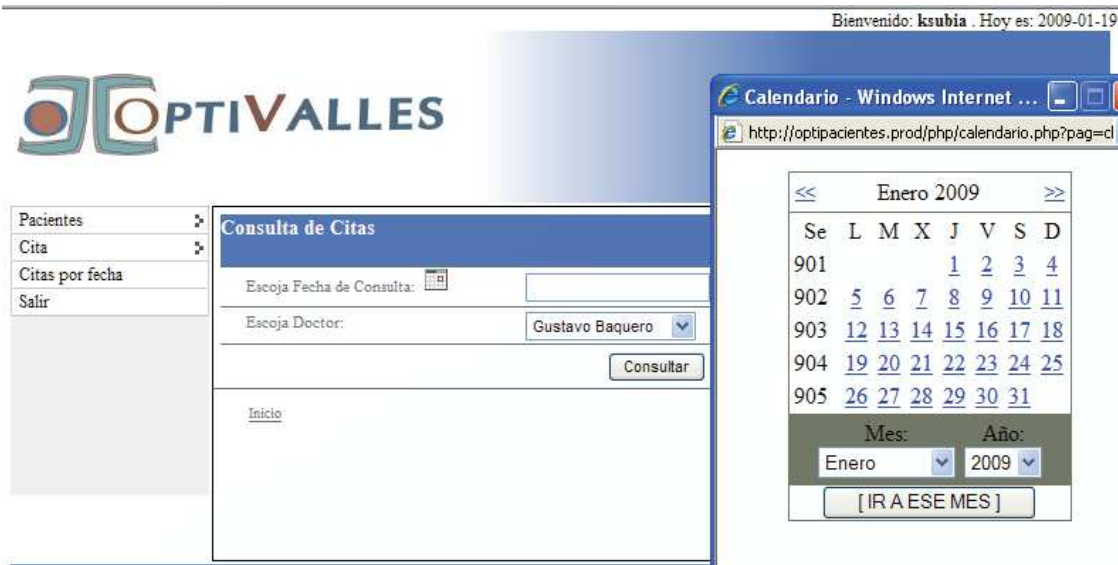 Bienvenido: ksubia . Hoy es: 2009-01-19
OPTIVALLES
Pacientes
Cita
Citas por fecha
Salir
Consulta de Citas
Escoja Fecha de Consulta:
Escoja Doctor: Gustavo Baquero
Consultar
Inicio
Calendario - Windows Internet ...
http://optipacientes.prod/php/calendario.php?pag=cl
<< Enero 2009 >>
Se L M X J V S D
901 1 2 3 4
902 5 6 7 8 9 10 11
903 12 13 14 15 16 17 18
904 19 20 21 22 23 24 25
905 26 27 28 29 30 31
Mes: Año:
Enero 2009
[ IR A ESE MES ]